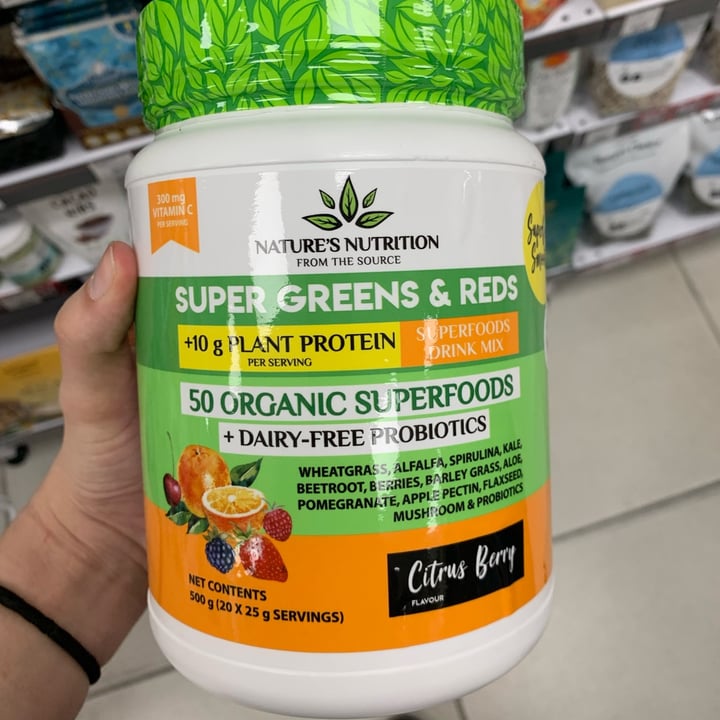 300 mg
VITAMIN C
PER SERVING
NATURE'S NUTRITION
FROM THE SOURCE
SUPER GREENS & REDS
+10 g PLANT PROTEIN
PER SERVING
SUPERFOODS
DRINK MIX
50 ORGANIC SUPERFOODS
+ DAIRY-FREE PROBIOTICS
WHEATGRASS, ALFALFA, SPIRULINA, KALE,
BEETROOT, BERRIES, BARLEY GRASS, ALOE,
POMEGRANATE, APPLE PECTIN, FLAXSEED,
MUSHROOM & PROBIOTICS
Citrus Berry
FLAVOUR
NET CONTENTS
500 g (20 X 25 g SERVINGS)
CACAO